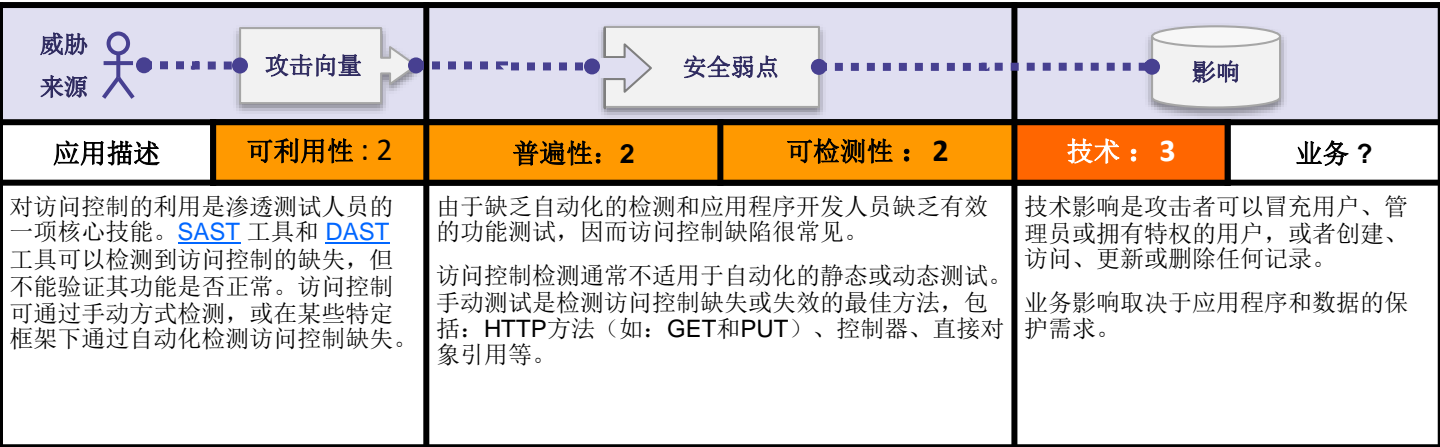 威胁
来源
攻击向量
安全弱点
影响
应用描述
可利用性 : 2
普遍性：2
可检测性 ： 2
技术 ： 3
业务 ?
对访问控制的利用是渗透测试人员的
一项核心技能。SAST 工具和 DAST
工具可以检测到访问控制的缺失，但
不能验证其功能是否正常。访问控制
可通过手动方式检测，或在某些特定
框架下通过自动化检测访问控制缺失。
由于缺乏自动化的检测和应用程序开发人员缺乏有效
的功能测试，因而访问控制缺陷很常见。
访问控制检测通常不适用于自动化的静态或动态测试。
手动测试是检测访问控制缺失或失效的最佳方法，包
括：HTTP方法（如：GET和PUT）、控制器、直接对
象引用等。
技术影响是攻击者可以冒充用户、管
理员或拥有特权的用户，或者创建、
访问、更新或删除任何记录。
业务影响取决于应用程序和数据的保
护需求。